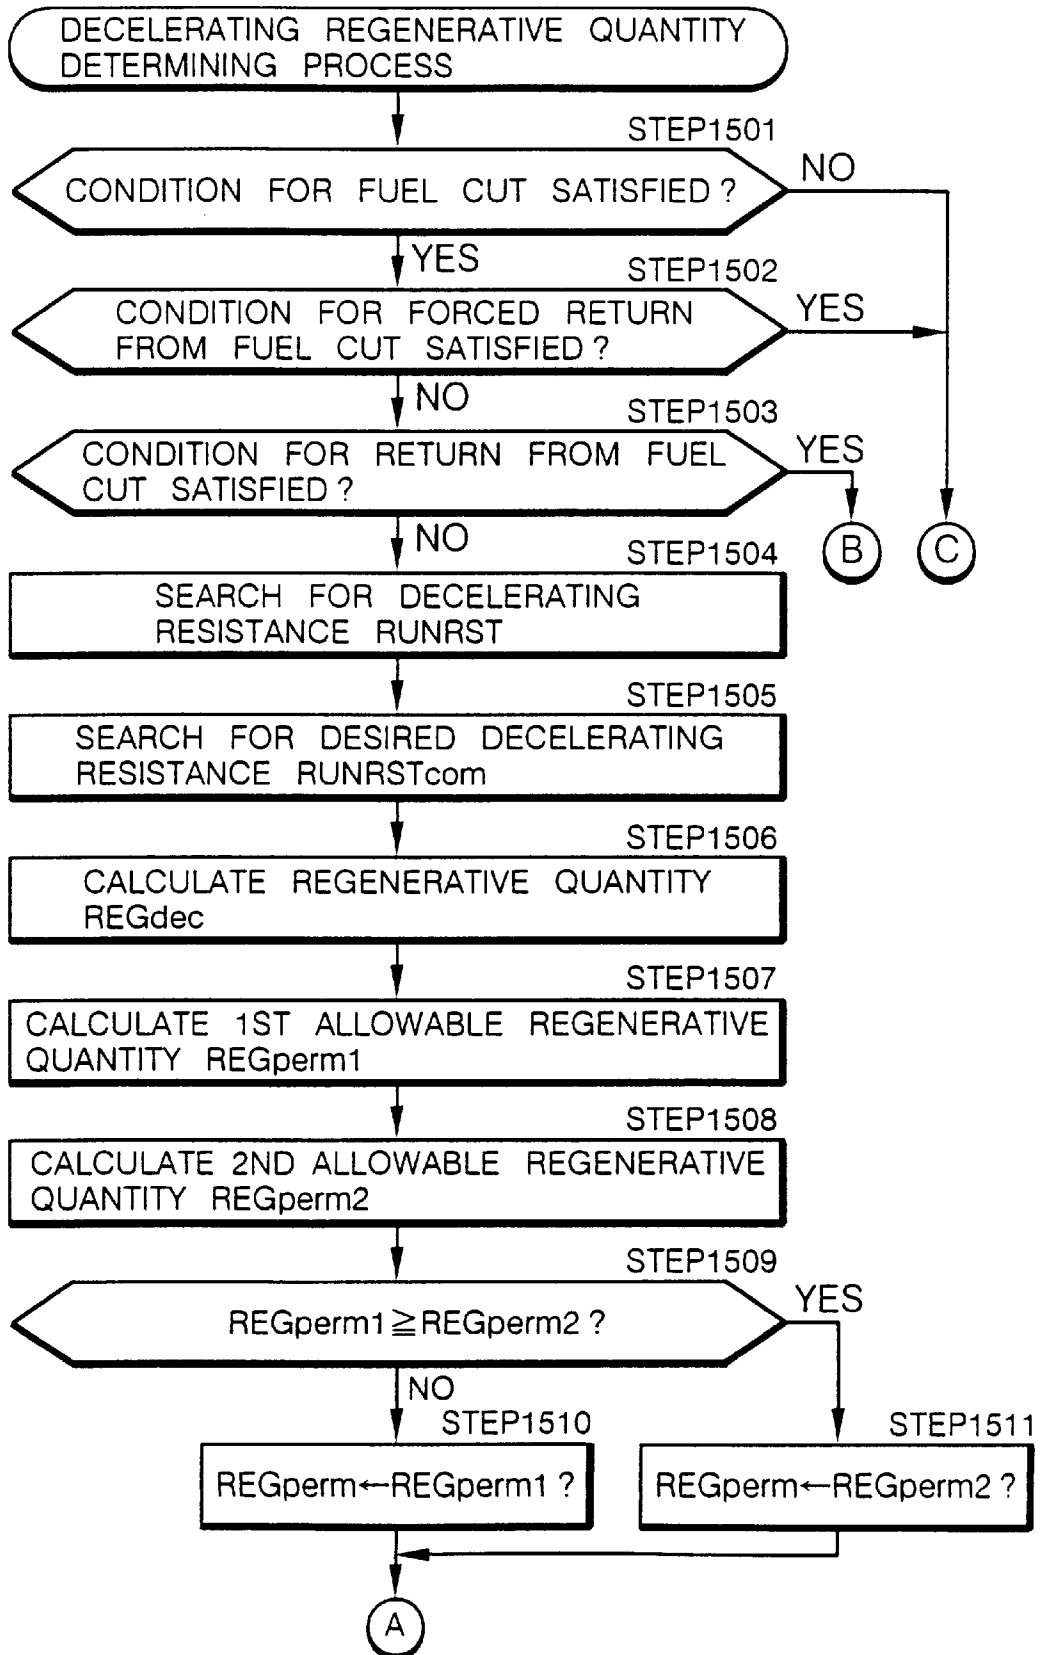 DECELERATING REGENERATIVE QUANTITY
DETERMINING PROCESS
STEP1501
CONDITION FOR FUEL CUT SATISFIED ?
NO
YES
STEP1502
CONDITION FOR FORCED RETURN
FROM FUEL CUT SATISFIED ?
YES
NO
STEP1503
CONDITION FOR RETURN FROM FUEL
CUT SATISFIED ?
YES
B
C
NO
STEP1504
SEARCH FOR DECELERATING
RESISTANCE RUNRST
STEP1505
SEARCH FOR DESIRED DECELERATING
RESISTANCE RUNRSTcom
STEP1506
CALCULATE REGENERATIVE QUANTITY
REGdec
STEP1507
CALCULATE 1ST ALLOWABLE REGENERATIVE
QUANTITY REGperm1
STEP1508
CALCULATE 2ND ALLOWABLE REGENERATIVE
QUANTITY REGperm2
STEP1509
REGperm1≧REGperm2 ?
YES
NO
STEP1510
REGperm←REGperm1 ?
STEP1511
REGperm←REGperm2 ?
A